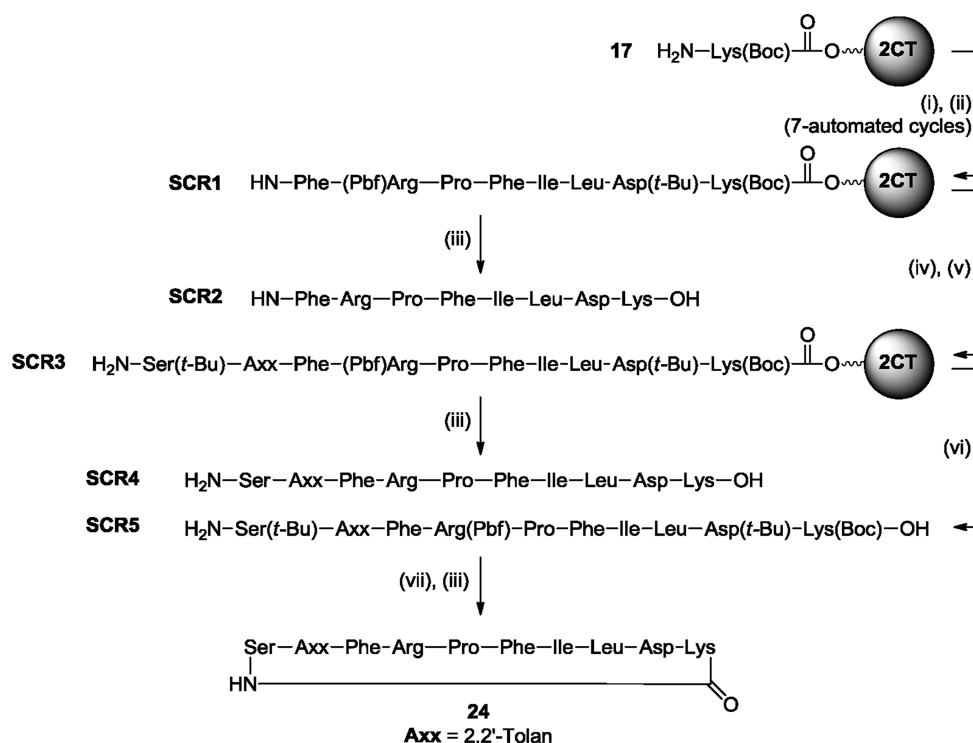 17 H2N–Lys(Boc) O O 2CT
(i), (ii)
(7-automated cycles)
SCR1 HN–Phe–(Pbf)Arg–Pro–Phe–Ile–Leu–Asp(t-Bu)–Lys(Boc) O O 2CT
(iii)
(iv), (v)
SCR2 HN–Phe–Arg–Pro–Phe–Ile–Leu–Asp–Lys–OH
SCR3 H2N–Ser(t-Bu)–Axx–Phe–(Pbf)Arg–Pro–Phe–Ile–Leu–Asp(t-Bu)–Lys(Boc) O O 2CT
(iii)
(vi)
SCR4 H2N–Ser–Axx–Phe–Arg–Pro–Phe–Ile–Leu–Asp–Lys–OH
SCR5 H2N–Ser(t-Bu)–Axx–Phe–Arg(Pbf)–Pro–Phe–Ile–Leu–Asp(t-Bu)–Lys(Boc)–OH
(vii), (iii)
Ser–Axx–Phe–Arg–Pro–Phe–Ile–Leu–Asp–Lys
HN O
24
Axx = 2,2'-Tolan